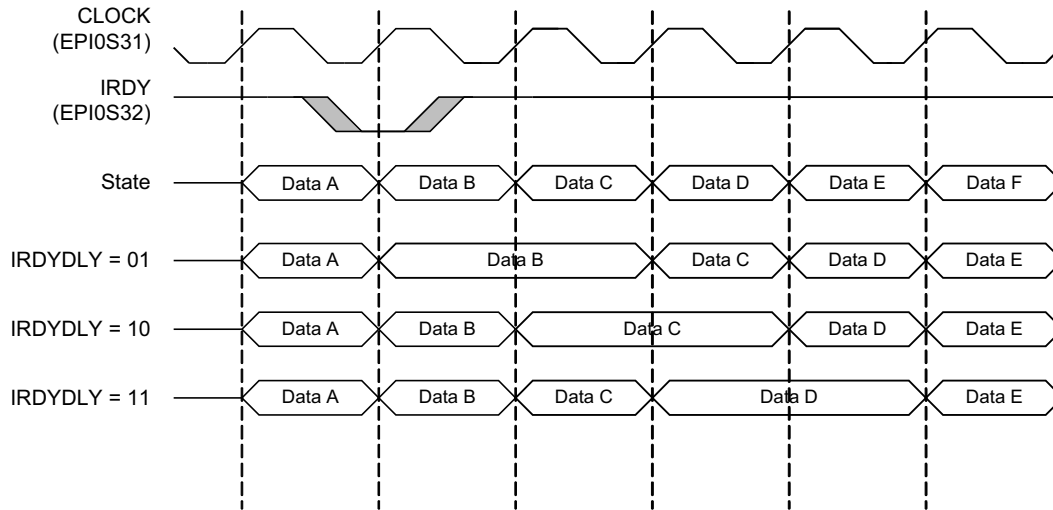 CLOCK
(EPI0S31)
IRDY
(EPI0S32)
State Data A Data B Data C Data D Data E Data F
IRDYDLY = 01 Data A Data B Data C Data D Data E
IRDYDLY = 10 Data A Data B Data C Data D Data E
IRDYDLY = 11 Data A Data B Data C Data D Data E